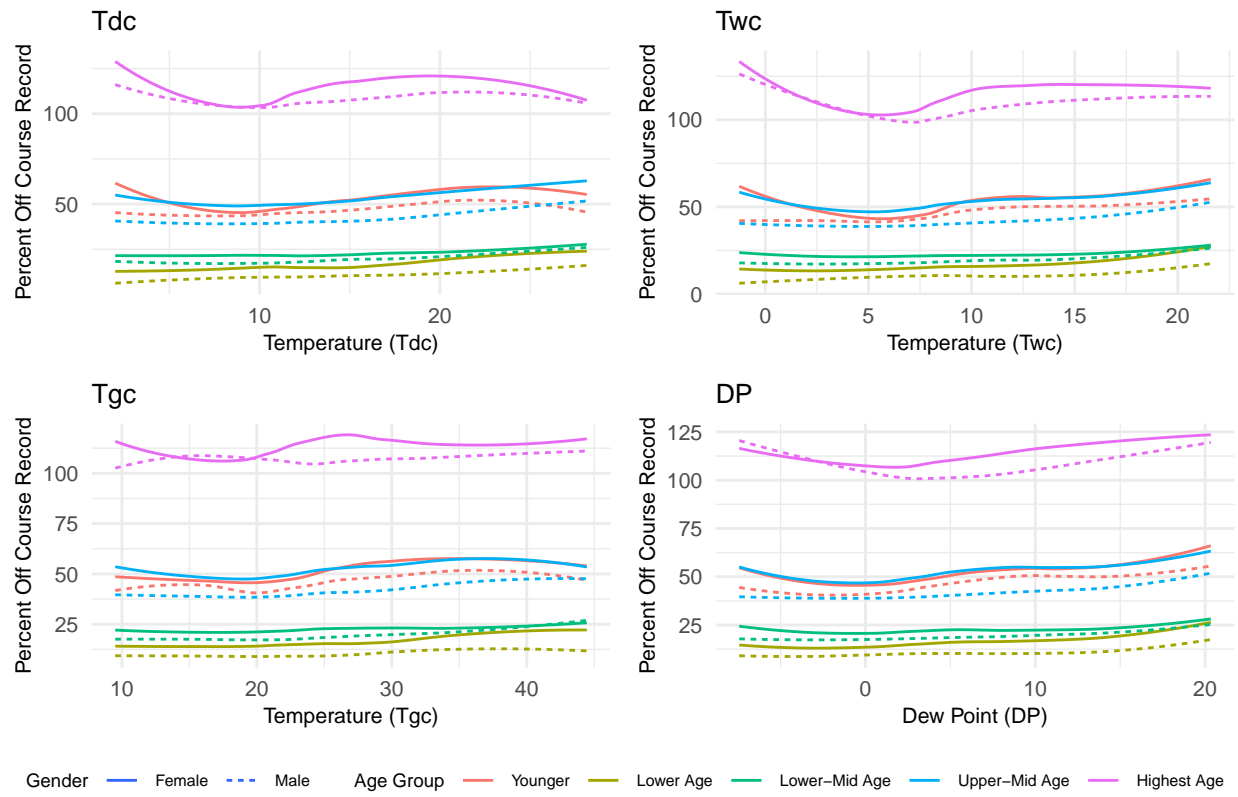 Tdc
Percent Off Course Record
100
50
10
20
Temperature (Tdc)
Twc
Percent Off Course Record
100
50
0
0
5
10
15
20
Temperature (Twc)
Tgc
Percent Off Course Record
100
75
50
25
10
20
30
40
Temperature (Tgc)
DP
Percent Off Course Record
125
100
75
50
25
0
10
20
Dew Point (DP)
Gender Female Male Age Group Younger Lower Age Lower−Mid Age Upper−Mid Age Highest Age